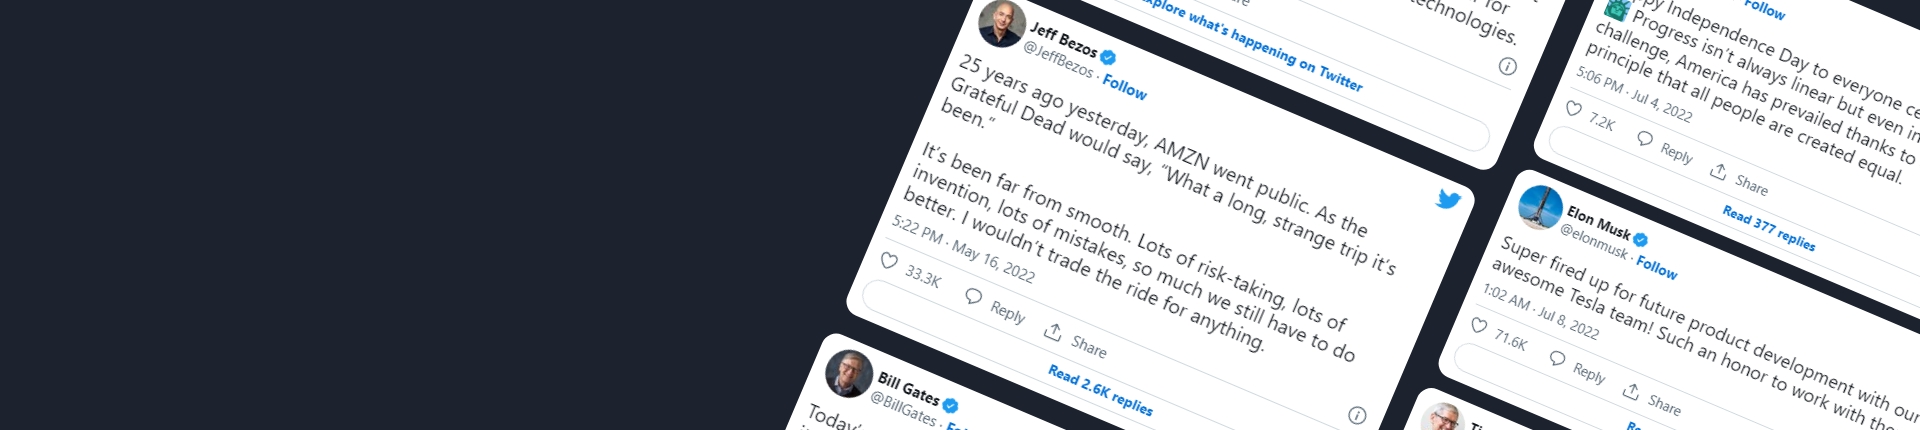 for
technologies.
Explore what's happening on Twitter
Jeff Bezos
@JeffBezos · Follow
25 years ago yesterday, AMZN went public. As the
Grateful Dead would say, “What a long, strange trip it's
been.”
It's been far from smooth. Lots of risk-taking, lots of
invention, lots of mistakes, so much we still have to do
better. I wouldn't trade the ride for anything.
5:22 PM · May 16, 2022
33.3K Reply Share
Read 2.6K replies
Bill Gates
@BillGates ·
Today'
Follow
Independence Day to everyone
Progress isn't always linear but even in
challenge, America has prevailed thanks to
principle that all people are created equal.
5:06 PM · Jul 4, 2022
7.2K Reply Share
Read 377 replies
Elon Musk
@elonmusk · Follow
Super fired up for future product development with our
awesome Tesla team! Such an honor to work with the
1:02 AM · Jul 8, 2022
71.6K Reply Share